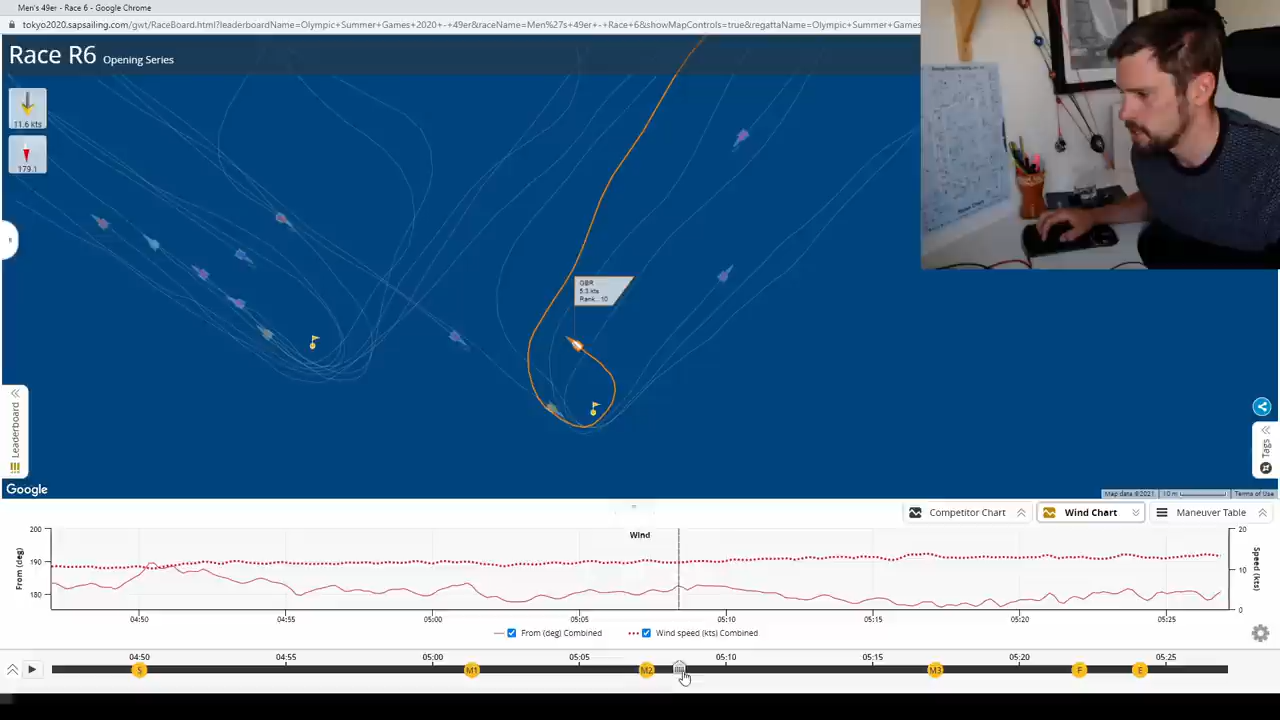 Men's 49er - Race 6 - Google Chrome
tokyo2020.sapsailing.com/gwt/RaceBoard.html?leaderboardName=Olympic+Summer+Games+2020+-+49er&raceName=Men%27s+49er+-+Race+6&showMapControls=true&regattaName=Olympic+Summer+Games
Race R6 Opening Series
11.6 kts
179.1
GBR
5.3 kts
Rank... 10
Leaderboard
Tags
Google
Map data ©2021 10 m Terms of Use
Competitor Chart Wind Chart Maneuver Table
Wind
200 20
190 10
180 0
From (deg)
Speed (kts)
04:50 04:55 05:00 05:05 05:10 05:15 05:20 05:25
From (deg) Combined Wind speed (kts) Combined
04:50 04:55 05:00 05:05 05:10 05:15 05:20 05:25
S M1 M2 M3 F E